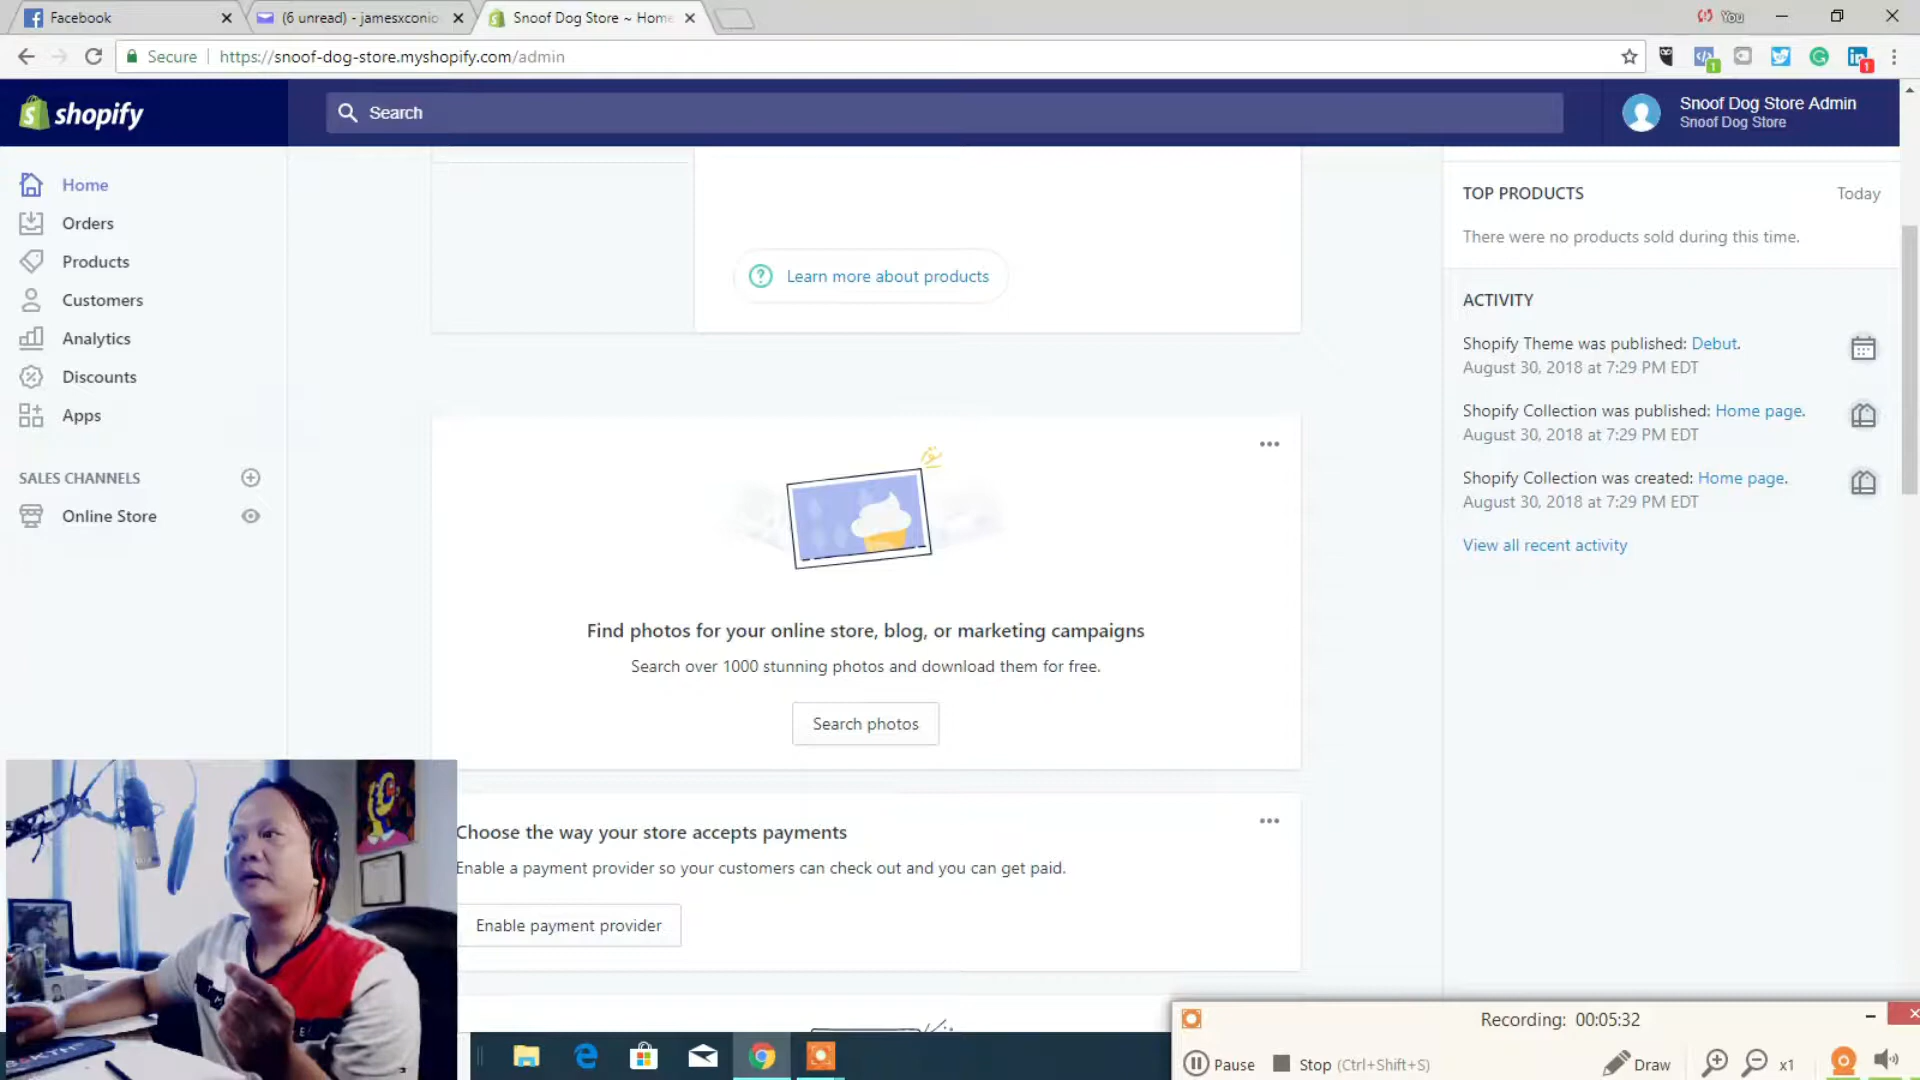 Facebook
(6 unread) - jamesxconio
Snoof Dog Store ~ Home
You
Secure
https://snoof-dog-store.myshopify.com/admin
1
1
shopify
Search
Snoof Dog Store Admin
Snoof Dog Store
Home
Orders
Products
Customers
Analytics
Discounts
Apps
SALES CHANNELS
Online Store
Learn more about products
Find photos for your online store, blog, or marketing campaigns
Search over 1000 stunning photos and download them for free.
Search photos
Choose the way your store accepts payments
Enable a payment provider so your customers can check out and you can get paid.
Enable payment provider
TOP PRODUCTS
Today
There were no products sold during this time.
ACTIVITY
Shopify Theme was published: Debut.
August 30, 2018 at 7:29 PM EDT
Shopify Collection was published: Home page.
August 30, 2018 at 7:29 PM EDT
Shopify Collection was created: Home page.
August 30, 2018 at 7:29 PM EDT
View all recent activity
Recording: 00:05:32
Pause
Stop (Ctrl+Shift+S)
Draw
x1